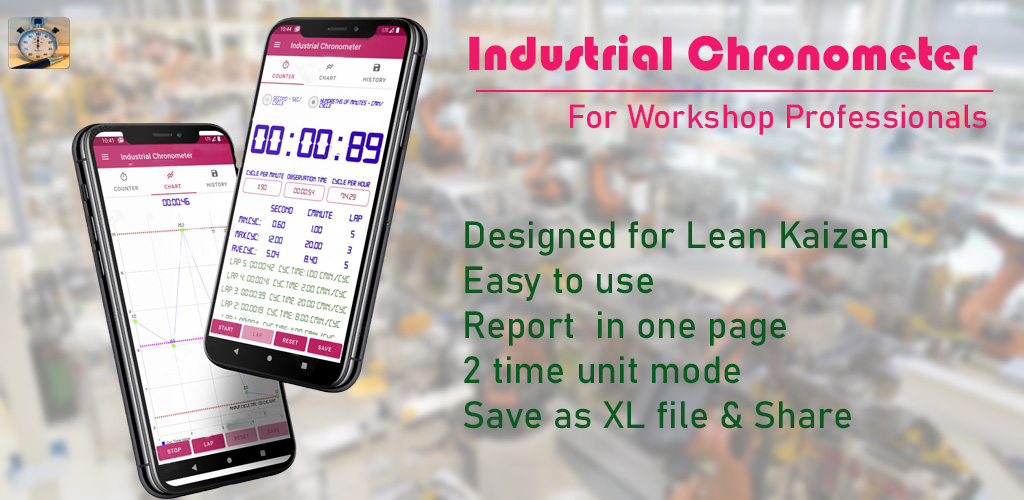 Industrial Chronometer
For Workshop Professionals
Designed for Lean Kaizen
Easy to use
Report in one page
2 time unit mode
Save as XL file & Share
10:44
Industrial Chronometer
COUNTER CHART HISTORY
SECOND - SEC/CYCLE
HUNDREDTHS OF MINUTES - CMIN/CYCLE
00:00:89
CYCLE PER MINUTE OBSERVATION TIME CYCLE PER HOUR
00:00:54
SECOND CMINUTE LAP
MIN.CYC.: 0.60 1.00 5
MAX.CYC.: 12.00 20.00 3
AVE.CYC.: 5.04 8.40 5
LAP 5: 00:00:42 CYC.TIME: 1.00 CMIN./CYC
LAP 4: 00:00:41 CYC.TIME: 2.00 CMIN./CYC
LAP 3: 00:00:39 CYC.TIME: 20.00 CMIN./CYC
LAP 2: 00:00:19 CYC.TIME: 8.00 CMIN./CYC
START LAP RESET SAVE
10:41
Industrial Chronometer
COUNTER CHART HISTORY
00:00:46
STOP LAP RESET SAVE